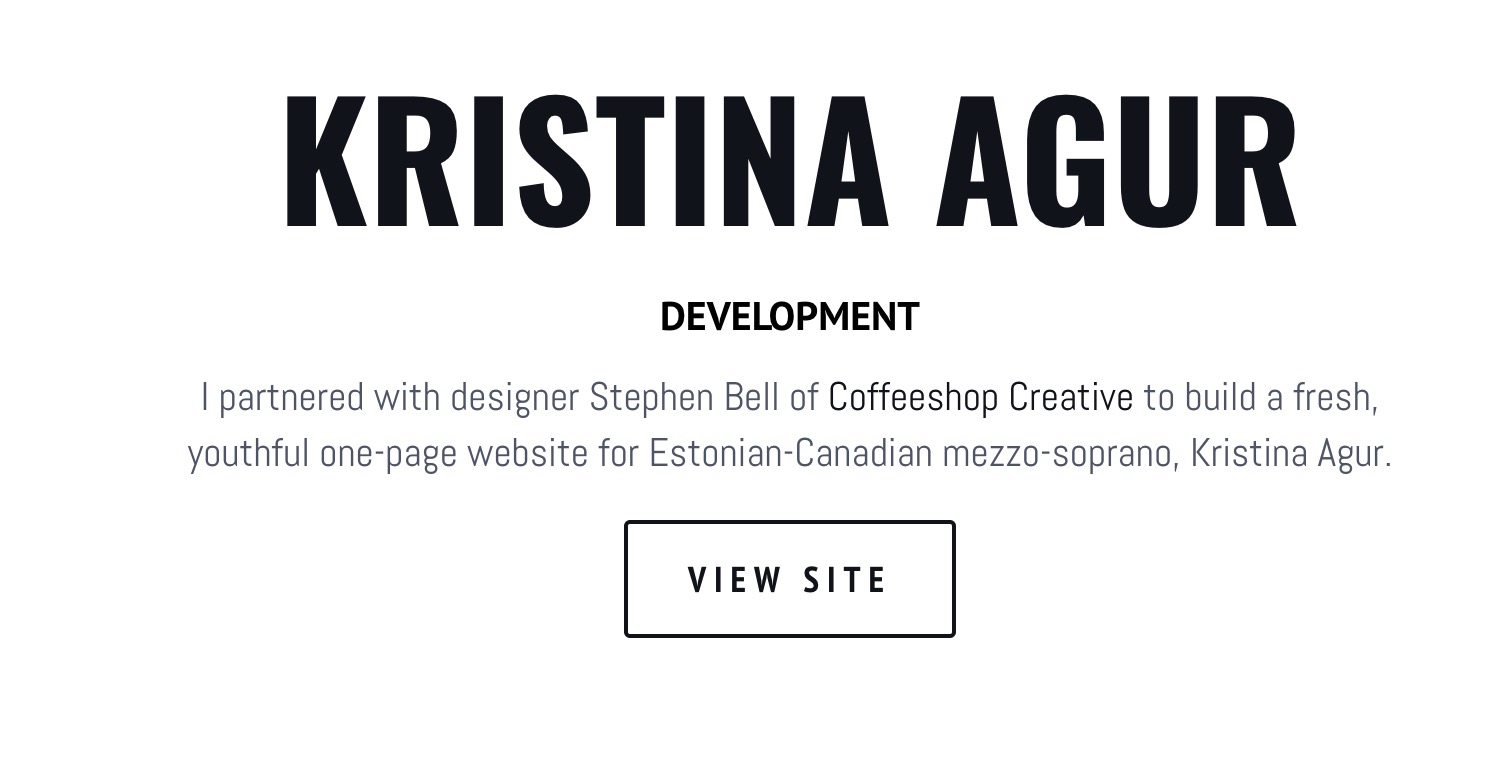 KRISTINA AGUR
DEVELOPMENT
I partnered with designer Stephen Bell of Coffeeshop Creative to build a fresh,
youthful one-page website for Estonian-Canadian mezzo-soprano, Kristina Agur.
VIEW SITE